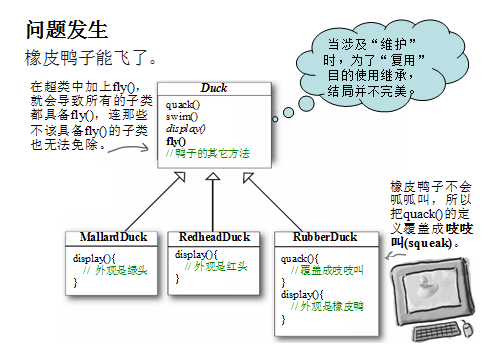 问题发生
橡皮鸭子能飞了。
在超类中加上fly(),
就会导致所有的子类
都具备fly(), 连那些
不该具备fly()的子类
也无法免除。
当涉及“维护”
时, 为了“复用”
目的使用继承,
结局并不完美。
Duck
quack()
swim()
display()
fly()
// 鸭子的其它方法
橡皮鸭子不会
呱呱叫, 所以
把quack()的定
义覆盖成吱吱
叫(squeak)。
MallardDuck
display(){
// 外观是绿头
}
RedheadDuck
display(){
// 外观是红头
}
RubberDuck
quack(){
// 覆盖成吱吱叫
}
display(){
// 外观是橡皮鸭
}